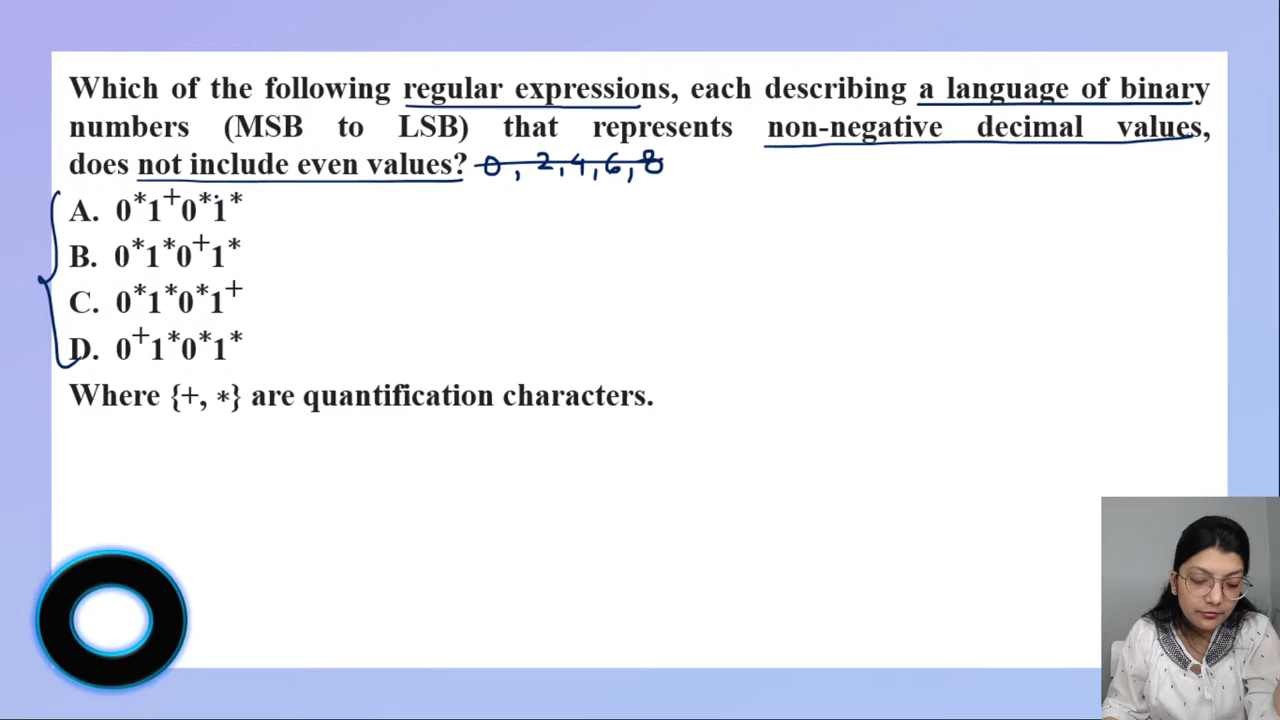 Which of the following regular expressions, each describing a language of binary
numbers (MSB to LSB) that represents non-negative decimal values,
does not include even values? 0, 2, 4, 6, 8
A. 0*1⁺0*1*
B. 0*1*0⁺1*
C. 0*1*0*1⁺
D. 0⁺1*0*1*
Where {+, *} are quantification characters.